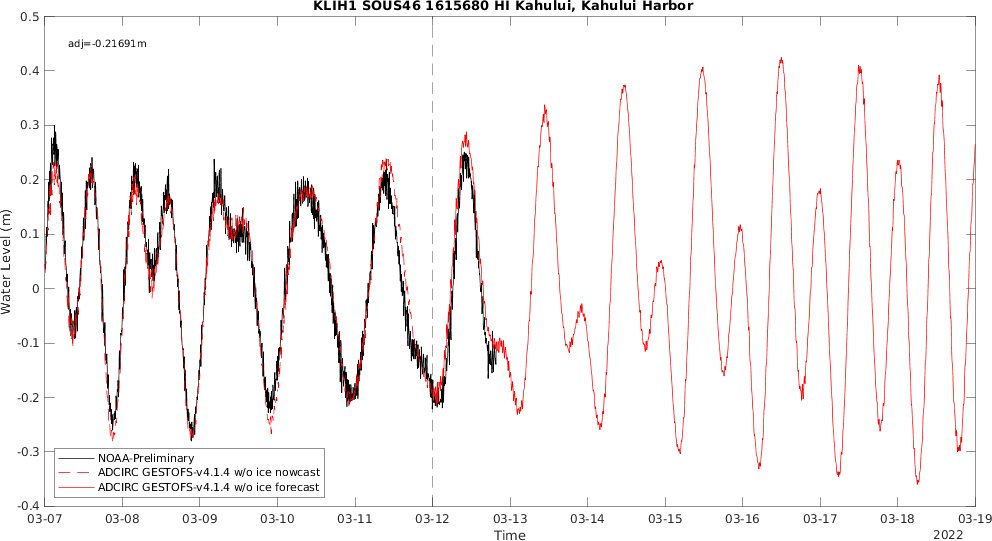 KLIH1 SOUS46 1615680 HI Kahului, Kahului Harbor
adj=-0.21691m
0.5
0.4
0.3
0.2
0.1
0
-0.1
-0.2
-0.3
-0.4
Water Level (m)
NOAA-Preliminary
ADCIRC GESTOFS-v4.1.4 w/o ice nowcast
ADCIRC GESTOFS-v4.1.4 w/o ice forecast
03-07 03-08 03-09 03-10 03-11 03-12 03-13 03-14 03-15 03-16 03-17 03-18 03-19
Time
2022